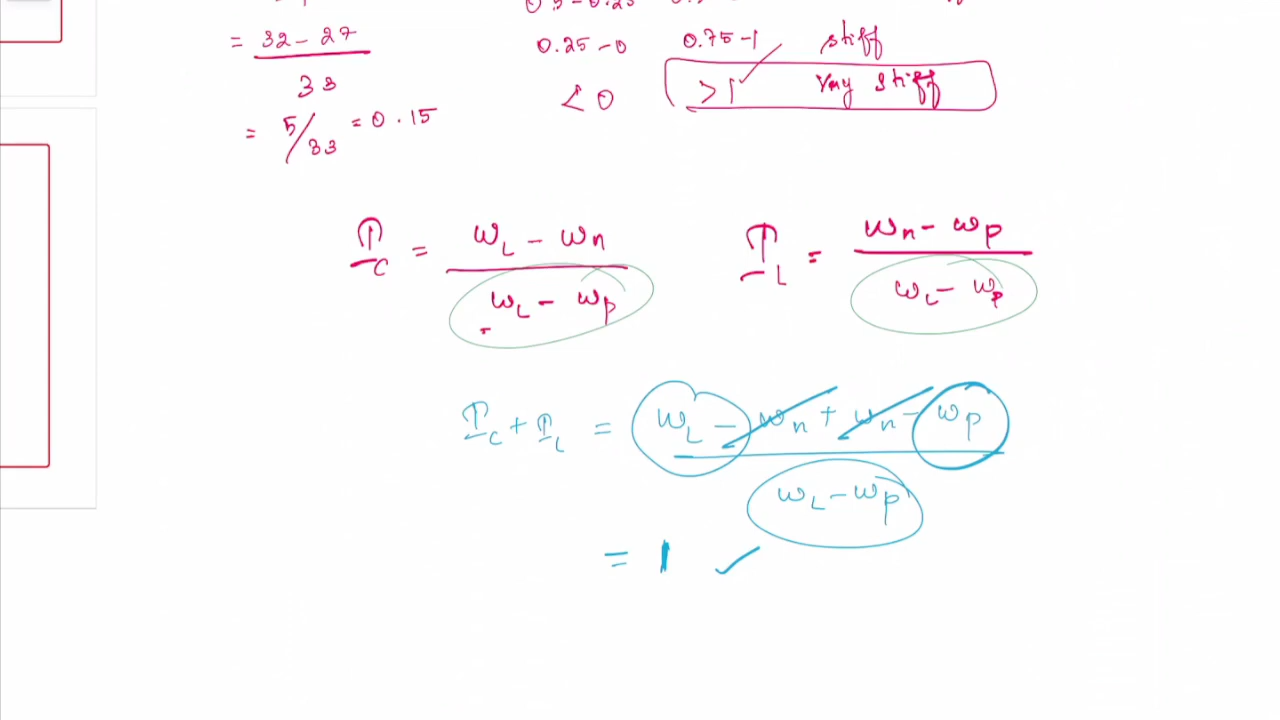 = 32 - 27 / 33
0.25 - 0 0.75 - 1 stiff
< 0 > 1 Very stiff
= 5/33 = 0.15
I_C = (w_L - w_n) / (w_L - w_p) I_L = (w_n - w_p) / (w_L - w_p)
I_C + I_L = (w_L - w_n + w_n - w_p) / (w_L - w_p)
= 1 ✓